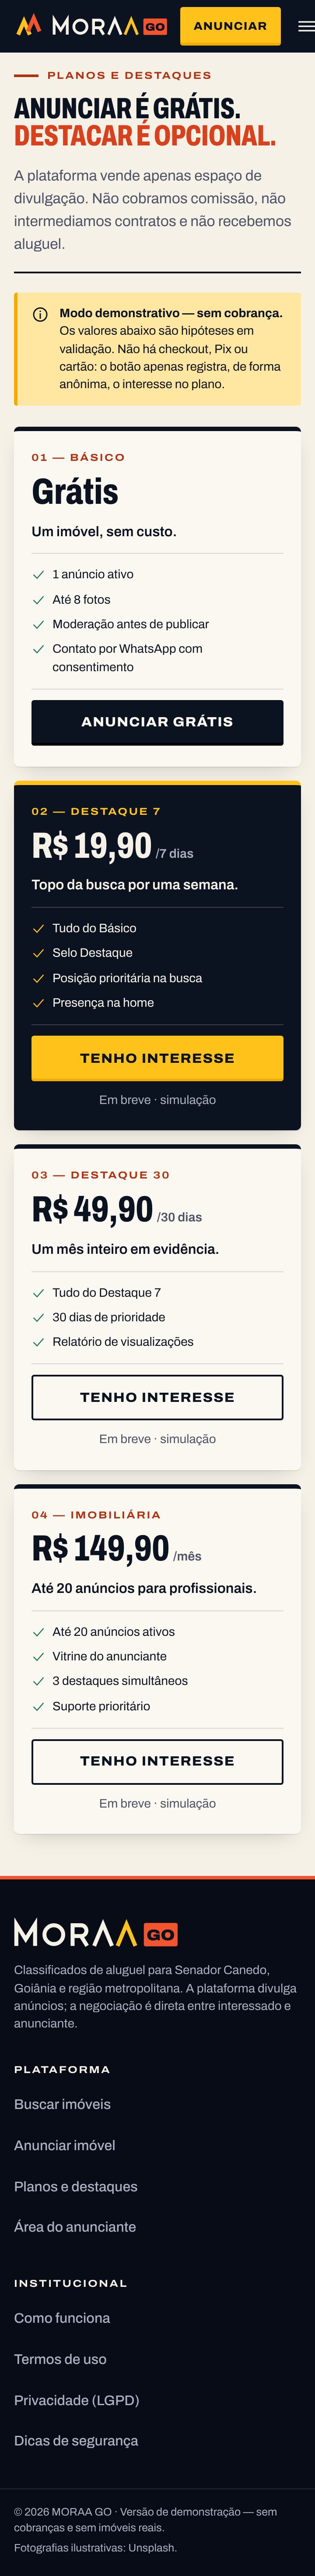 MORAA GO
ANUNCIAR
PLANOS E DESTAQUES
ANUNCIAR É GRÁTIS.
DESTACAR É OPCIONAL.
A plataforma vende apenas espaço de
divulgação. Não cobramos comissão, não
intermediamos contratos e não recebemos
aluguel.
Modo demonstrativo — sem cobrança.
Os valores abaixo são hipóteses em
validação. Não há checkout, Pix ou
cartão: o botão apenas registra, de forma
anônima, o interesse no plano.
01 — BÁSICO
Grátis
Um imóvel, sem custo.
1 anúncio ativo
Até 8 fotos
Moderação antes de publicar
Contato por WhatsApp com
consentimento
ANUNCIAR GRÁTIS
02 — DESTAQUE 7
R$ 19,90 /7 dias
Topo da busca por uma semana.
Tudo do Básico
Selo Destaque
Posição prioritária na busca
Presença na home
TENHO INTERESSE
Em breve · simulação
03 — DESTAQUE 30
R$ 49,90 /30 dias
Um mês inteiro em evidência.
Tudo do Destaque 7
30 dias de prioridade
Relatório de visualizações
TENHO INTERESSE
Em breve · simulação
04 — IMOBILIÁRIA
R$ 149,90 /mês
Até 20 anúncios para profissionais.
Até 20 anúncios ativos
Vitrine do anunciante
3 destaques simultâneos
Suporte prioritário
TENHO INTERESSE
Em breve · simulação
MORAA GO
Classificados de aluguel para Senador Canedo,
Goiânia e região metropolitana. A plataforma divulga
anúncios; a negociação é direta entre interessado e
anunciante.
PLATAFORMA
Buscar imóveis
Anunciar imóvel
Planos e destaques
Área do anunciante
INSTITUCIONAL
Como funciona
Termos de uso
Privacidade (LGPD)
Dicas de segurança
© 2026 MORAA GO · Versão de demonstração — sem
cobranças e sem imóveis reais.
Fotografias ilustrativas: Unsplash.